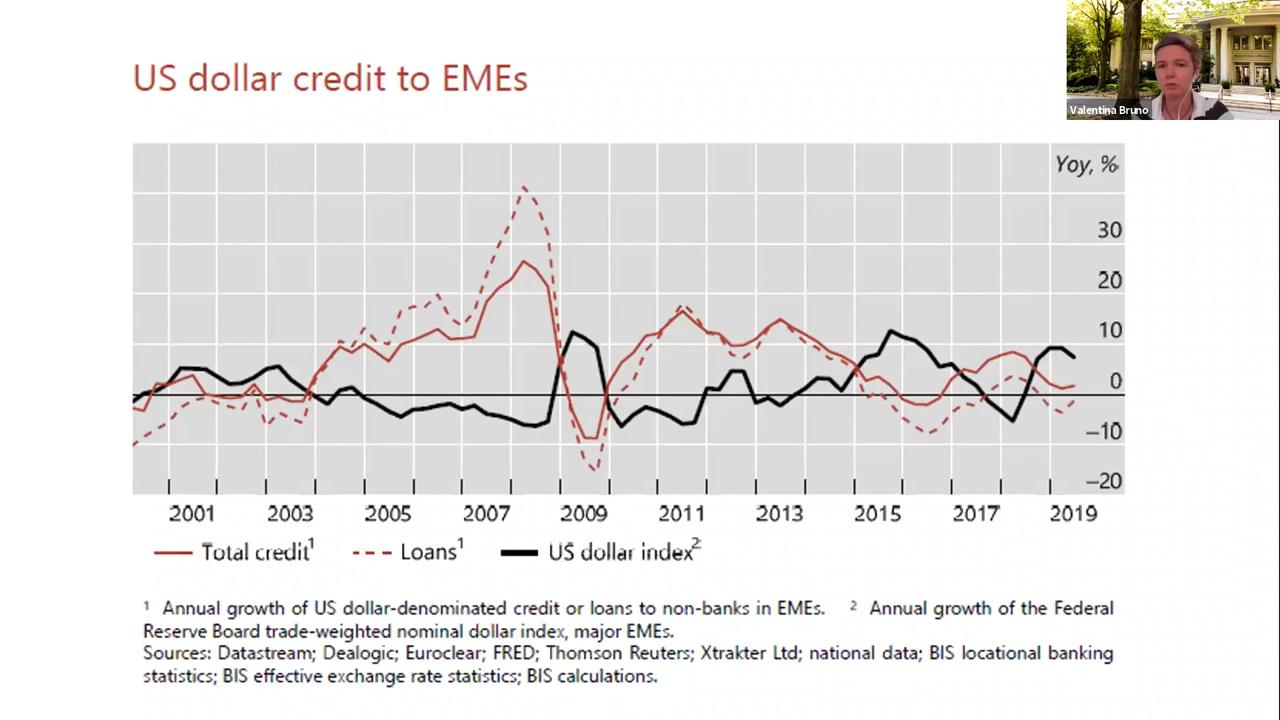 US dollar credit to EMEs
Valentina Bruno
Yoy, %
30
20
10
0
–10
–20
2001 2003 2005 2007 2009 2011 2013 2015 2017 2019
Total credit¹ Loans¹ US dollar index²
¹ Annual growth of US dollar-denominated credit or loans to non-banks in EMEs. ² Annual growth of the Federal
Reserve Board trade-weighted nominal dollar index, major EMEs.
Sources: Datastream; Dealogic; Euroclear; FRED; Thomson Reuters; Xtrakter Ltd; national data; BIS locational banking
statistics; BIS effective exchange rate statistics; BIS calculations.